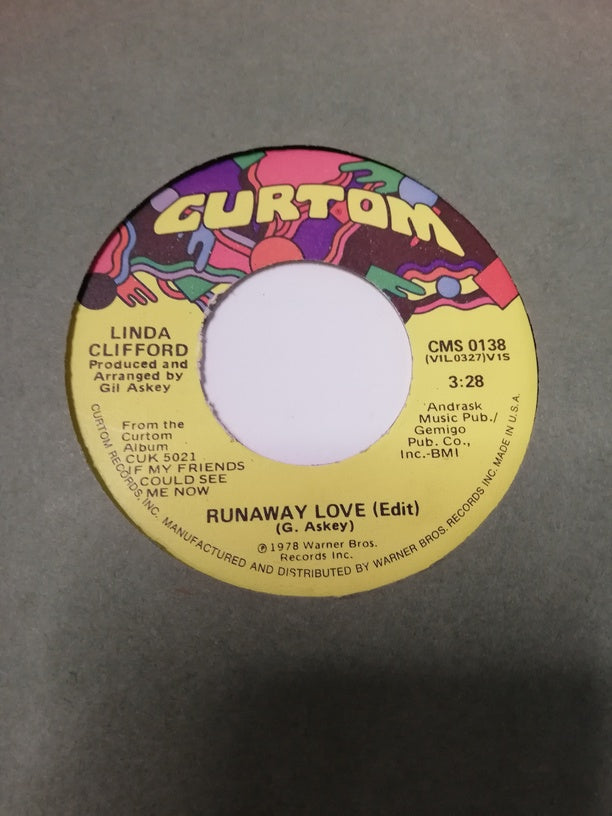 CURTOM
LINDA
CLIFFORD
Produced and
Arranged by
Gil Askey
From the
Curtom
Album
CUK 5021
IF MY FRIENDS
COULD SEE
ME NOW
CMS 0138
(VIL0327)V1S
3:28
Andrask
Music Pub./
Gemigo
Pub. Co.,
Inc.-BMI
RUNAWAY LOVE (Edit)
(G. Askey)
℗1978 Warner Bros.
Records Inc.
CURTOM RECORDS, INC. MANUFACTURED AND DISTRIBUTED BY WARNER BROS. RECORDS INC. MADE IN U.S.A.